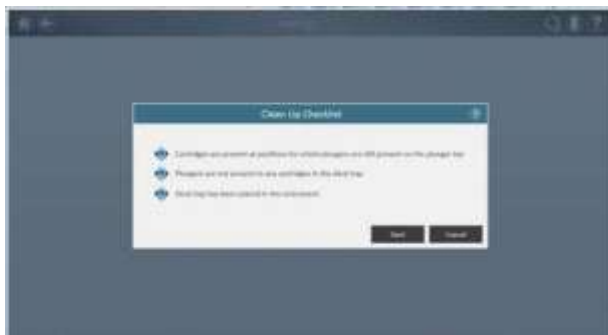 Clean Up Checklist
Cartridges are present at positions for which plungers are still present on the plunger bar.
Plungers are not present in any cartridges in the deck tray.
Deck tray has been placed in the instrument.
Start Cancel